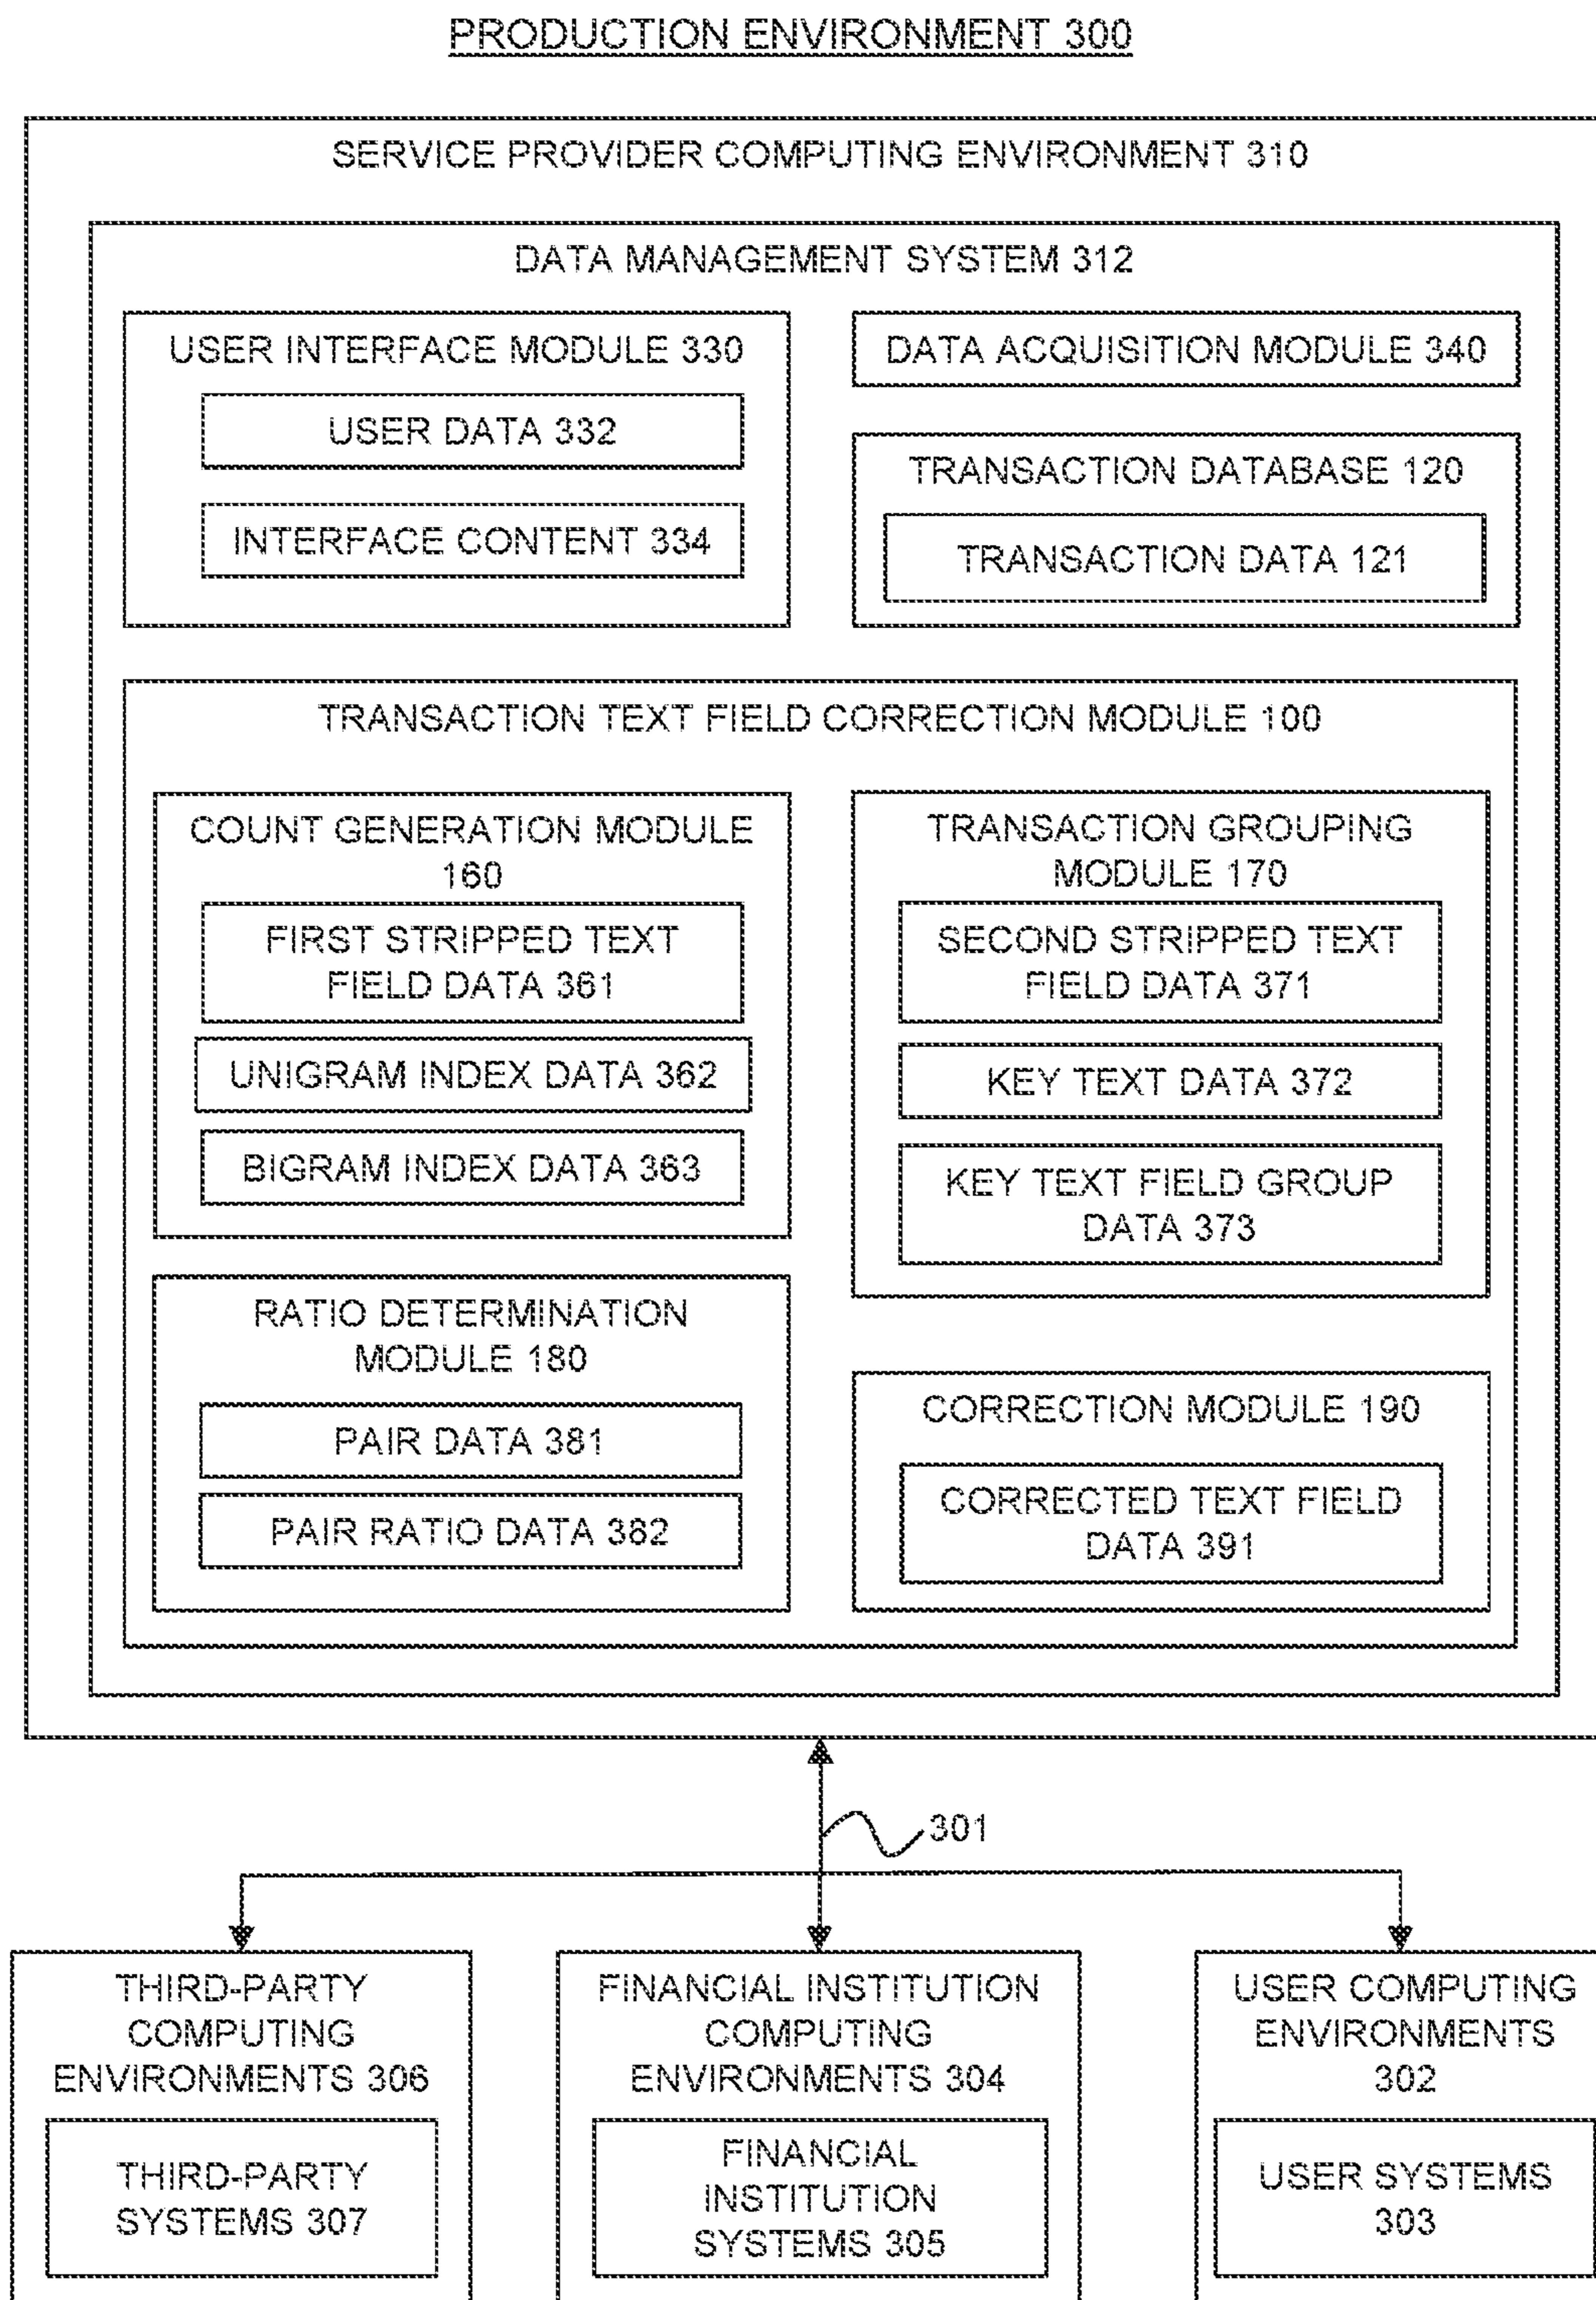 PRODUCTION ENVIRONMENT 300
SERVICE PROVIDER COMPUTING ENVIRONMENT 310
DATA MANAGEMENT SYSTEM 312
USER INTERFACE MODULE 330
USER DATA 332
INTERFACE CONTENT 334
DATA ACQUISITION MODULE 340
TRANSACTION DATABASE 120
TRANSACTION DATA 121
TRANSACTION TEXT FIELD CORRECTION MODULE 100
COUNT GENERATION MODULE
160
FIRST STRIPPED TEXT
FIELD DATA 361
UNIGRAM INDEX DATA 362
BIGRAM INDEX DATA 363
TRANSACTION GROUPING
MODULE 170
SECOND STRIPPED TEXT
FIELD DATA 371
KEY TEXT DATA 372
KEY TEXT FIELD GROUP
DATA 373
RATIO DETERMINATION
MODULE 180
PAIR DATA 381
PAIR RATIO DATA 382
CORRECTION MODULE 190
CORRECTED TEXT FIELD
DATA 391
301
THIRD-PARTY
COMPUTING
ENVIRONMENTS 306
THIRD-PARTY
SYSTEMS 307
FINANCIAL INSTITUTION
COMPUTING
ENVIRONMENTS 304
FINANCIAL
INSTITUTION
SYSTEMS 305
USER COMPUTING
ENVIRONMENTS
302
USER SYSTEMS
303